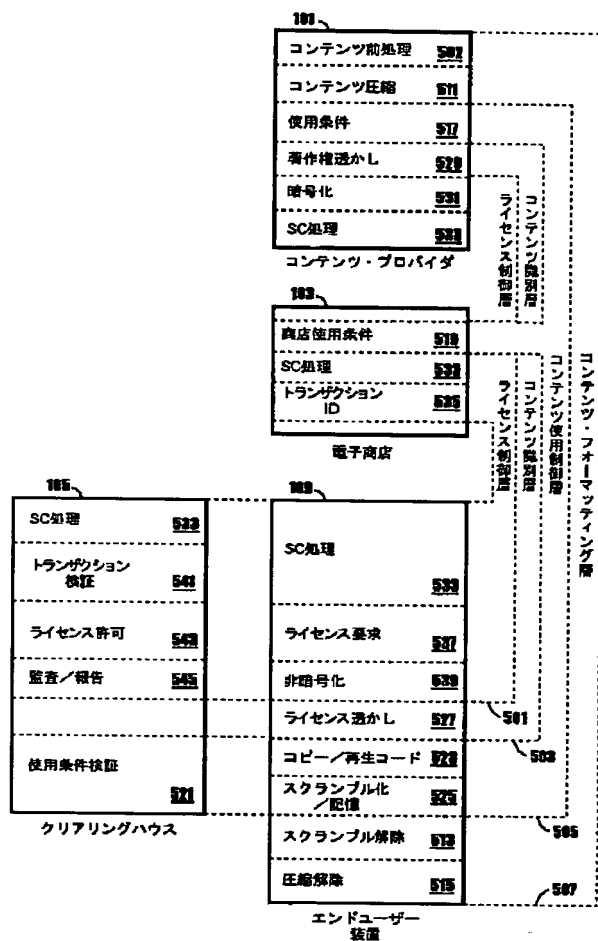 101
コンテンツ前処理 502
コンテンツ圧縮 511
使用条件 517
著作権透かし 529
暗号化 531
SC処理 533
コンテンツ・プロバイダ
ライセンス制御層
コンテンツ識別層
103
商店使用条件 519
SC処理 533
トランザクション
ID 535
電子商店
ライセンス制御層
コンテンツ識別層
コンテンツ使用制御層
コンテンツ・フォーマッティング層
105
SC処理 533
トランザクション
検証 541
ライセンス許可 543
監査／報告 545
使用条件検証
521
クリアリングハウス
109
SC処理
533
ライセンス要求
537
非暗号化 539
ライセンス透かし 527
コピー／再生コード 523
スクランブル化
／記憶 525
スクランブル解除 513
圧縮解除 515
エンドユーザー
装置
501
503
505
507